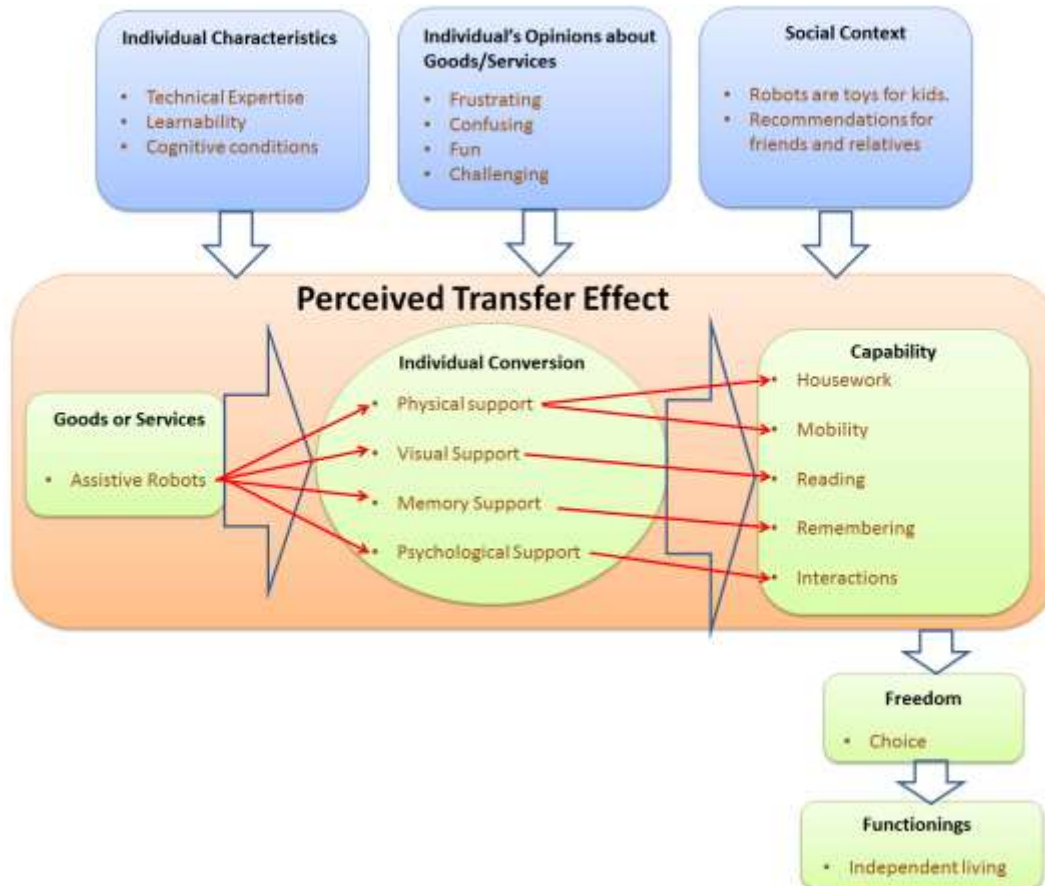 Individual Characteristics
• Technical Expertise
• Learnability
• Cognitive conditions
Individual's Opinions about
Goods/Services
• Frustrating
• Confusing
• Fun
• Challenging
Social Context
• Robots are toys for kids.
• Recommendations for
friends and relatives
Perceived Transfer Effect
Goods or Services
• Assistive Robots
Individual Conversion
• Physical support
• Visual Support
• Memory Support
• Psychological Support
Capability
• Housework
• Mobility
• Reading
• Remembering
• Interactions
Freedom
• Choice
Functionings
• Independent living